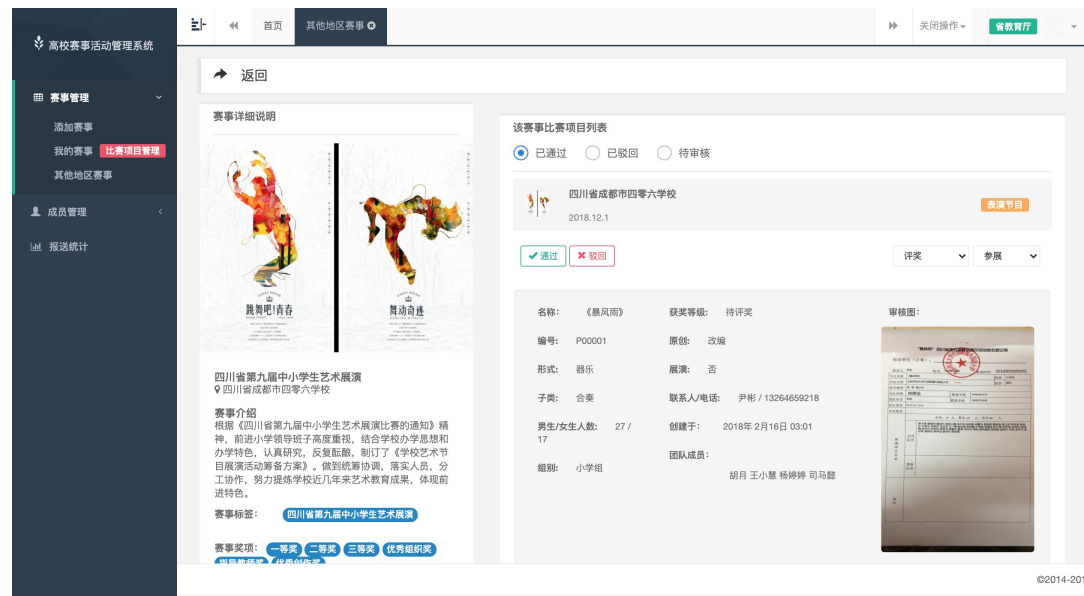 高校赛事活动管理系统
首页
其他地区赛事
关闭操作
省教育厅
赛事管理
添加赛事
我的赛事 比赛项目管理
其他地区赛事
成员管理
报送统计
返回
赛事详细说明
跳舞吧!青春
舞动奇迹
四川省第九届中小学生艺术展演
四川省成都市四零六学校
赛事介绍
根据《四川省第九届中小学生艺术展演比赛的通知》精
神，前进小学领导班子高度重视，结合学校办学思想和
办学特色，认真研究，反复酝酿，制订了《学校艺术节
目展演活动筹备方案》。做到统筹协调，落实人员，分
工协作，努力提炼学校近几年来艺术教育成果，体现前
进特色。
赛事标签： 四川省第九届中小学生艺术展演
赛事奖项： 一等奖 二等奖 三等奖 优秀组织奖
指导教师奖 优秀创作奖
该赛事比赛项目列表
已通过 已驳回 待审核
四川省成都市四零六学校
2018.12.1
表演节目
通过 驳回
评奖 参展
名称： 《暴风雨》
编号: P00001
形式: 器乐
子类: 合奏
男生/女生人数: 27 /
17
组别: 小学组
获奖等级: 待评奖
原创: 改编
展演: 否
联系人/电话: 尹彬 / 13264659218
创建于: 2018年 2月16日 03:01
团队成员：
胡月 王小慧 杨婷婷 司马懿
审核图：
©2014-201